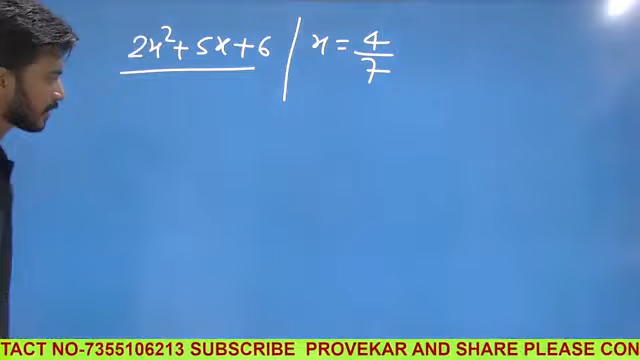 2x²+5x+6 / x = 4/7
TACT NO-7355106213 SUBSCRIBE PROVEKAR AND SHARE PLEASE CON